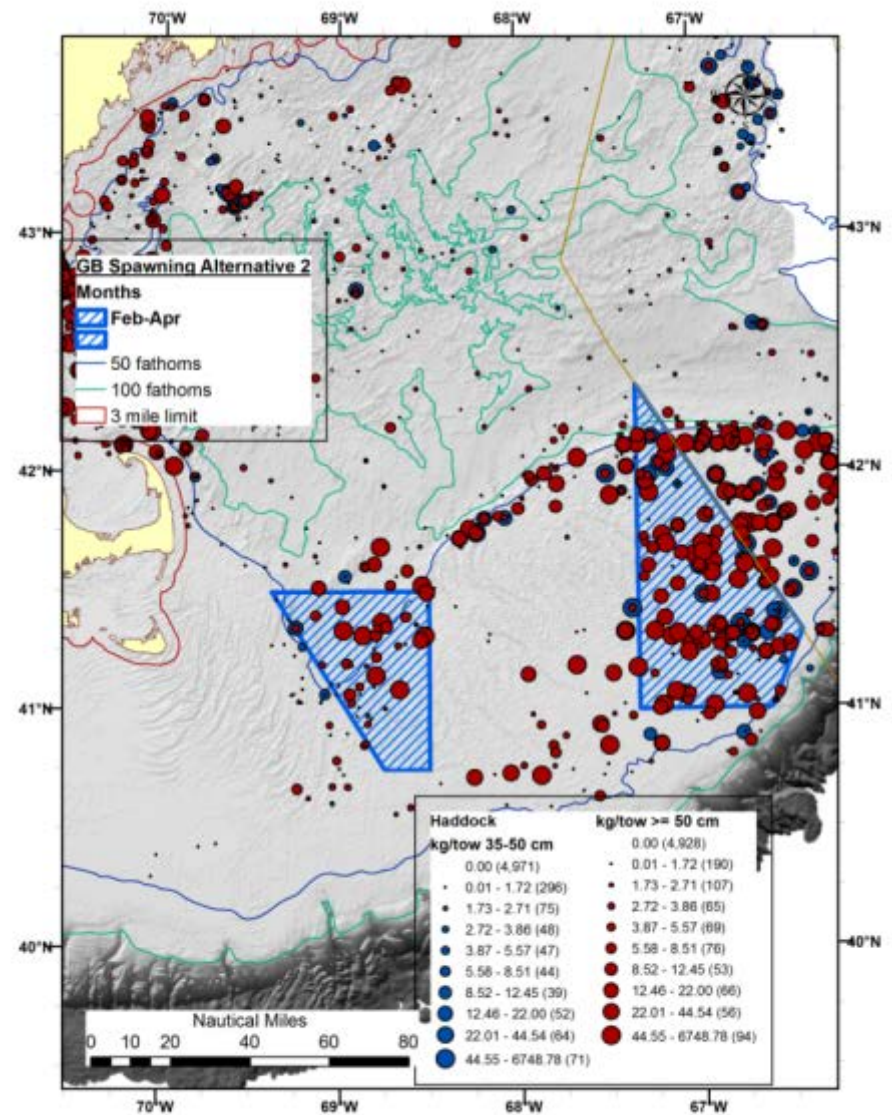 70°W 69°W 68°W 67°W
43°N 43°N
GB Spawning Alternative 2
Months
Feb-Apr
50 fathoms
100 fathoms
3 mile limit
42°N 42°N
41°N 41°N
Haddock
kg/tow 35-50 cm
0.00 (4,971)
0.01 - 1.72 (296)
1.73 - 2.71 (75)
2.72 - 3.86 (48)
3.87 - 5.57 (47)
5.58 - 8.51 (44)
8.52 - 12.45 (39)
12.46 - 22.00 (52)
22.01 - 44.54 (64)
44.55 - 6748.78 (71)
kg/tow >= 50 cm
0.00 (4,928)
0.01 - 1.72 (190)
1.73 - 2.71 (107)
2.72 - 3.86 (65)
3.87 - 5.57 (69)
5.58 - 8.51 (76)
8.52 - 12.45 (53)
12.46 - 22.00 (66)
22.01 - 44.54 (56)
44.55 - 6748.78 (94)
40°N 40°N
Nautical Miles
0 10 20 40 60 80
70°W 69°W 68°W 67°W